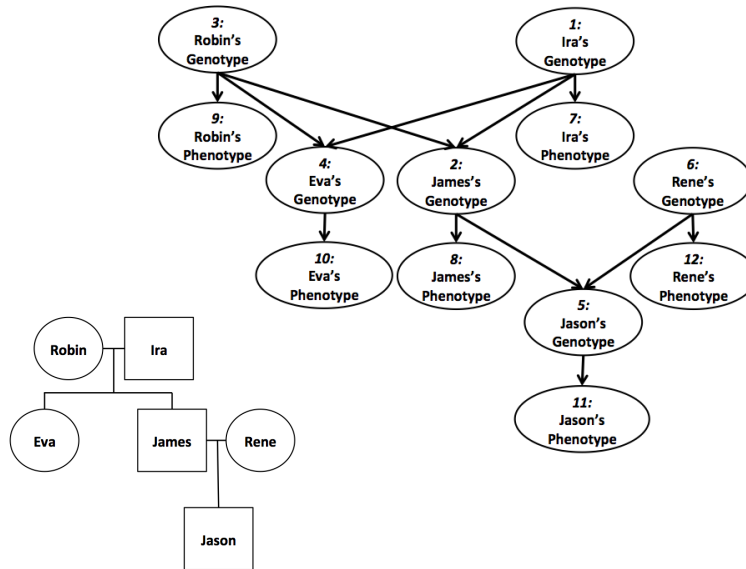 3:
Robin's
Genotype
1:
Ira's
Genotype
9:
Robin's
Phenotype
7:
Ira's
Phenotype
4:
Eva's
Genotype
2:
James's
Genotype
6:
Rene's
Genotype
10:
Eva's
Phenotype
8:
James's
Phenotype
12:
Rene's
Phenotype
5:
Jason's
Genotype
11:
Jason's
Phenotype
Robin
Ira
Eva
James
Rene
Jason